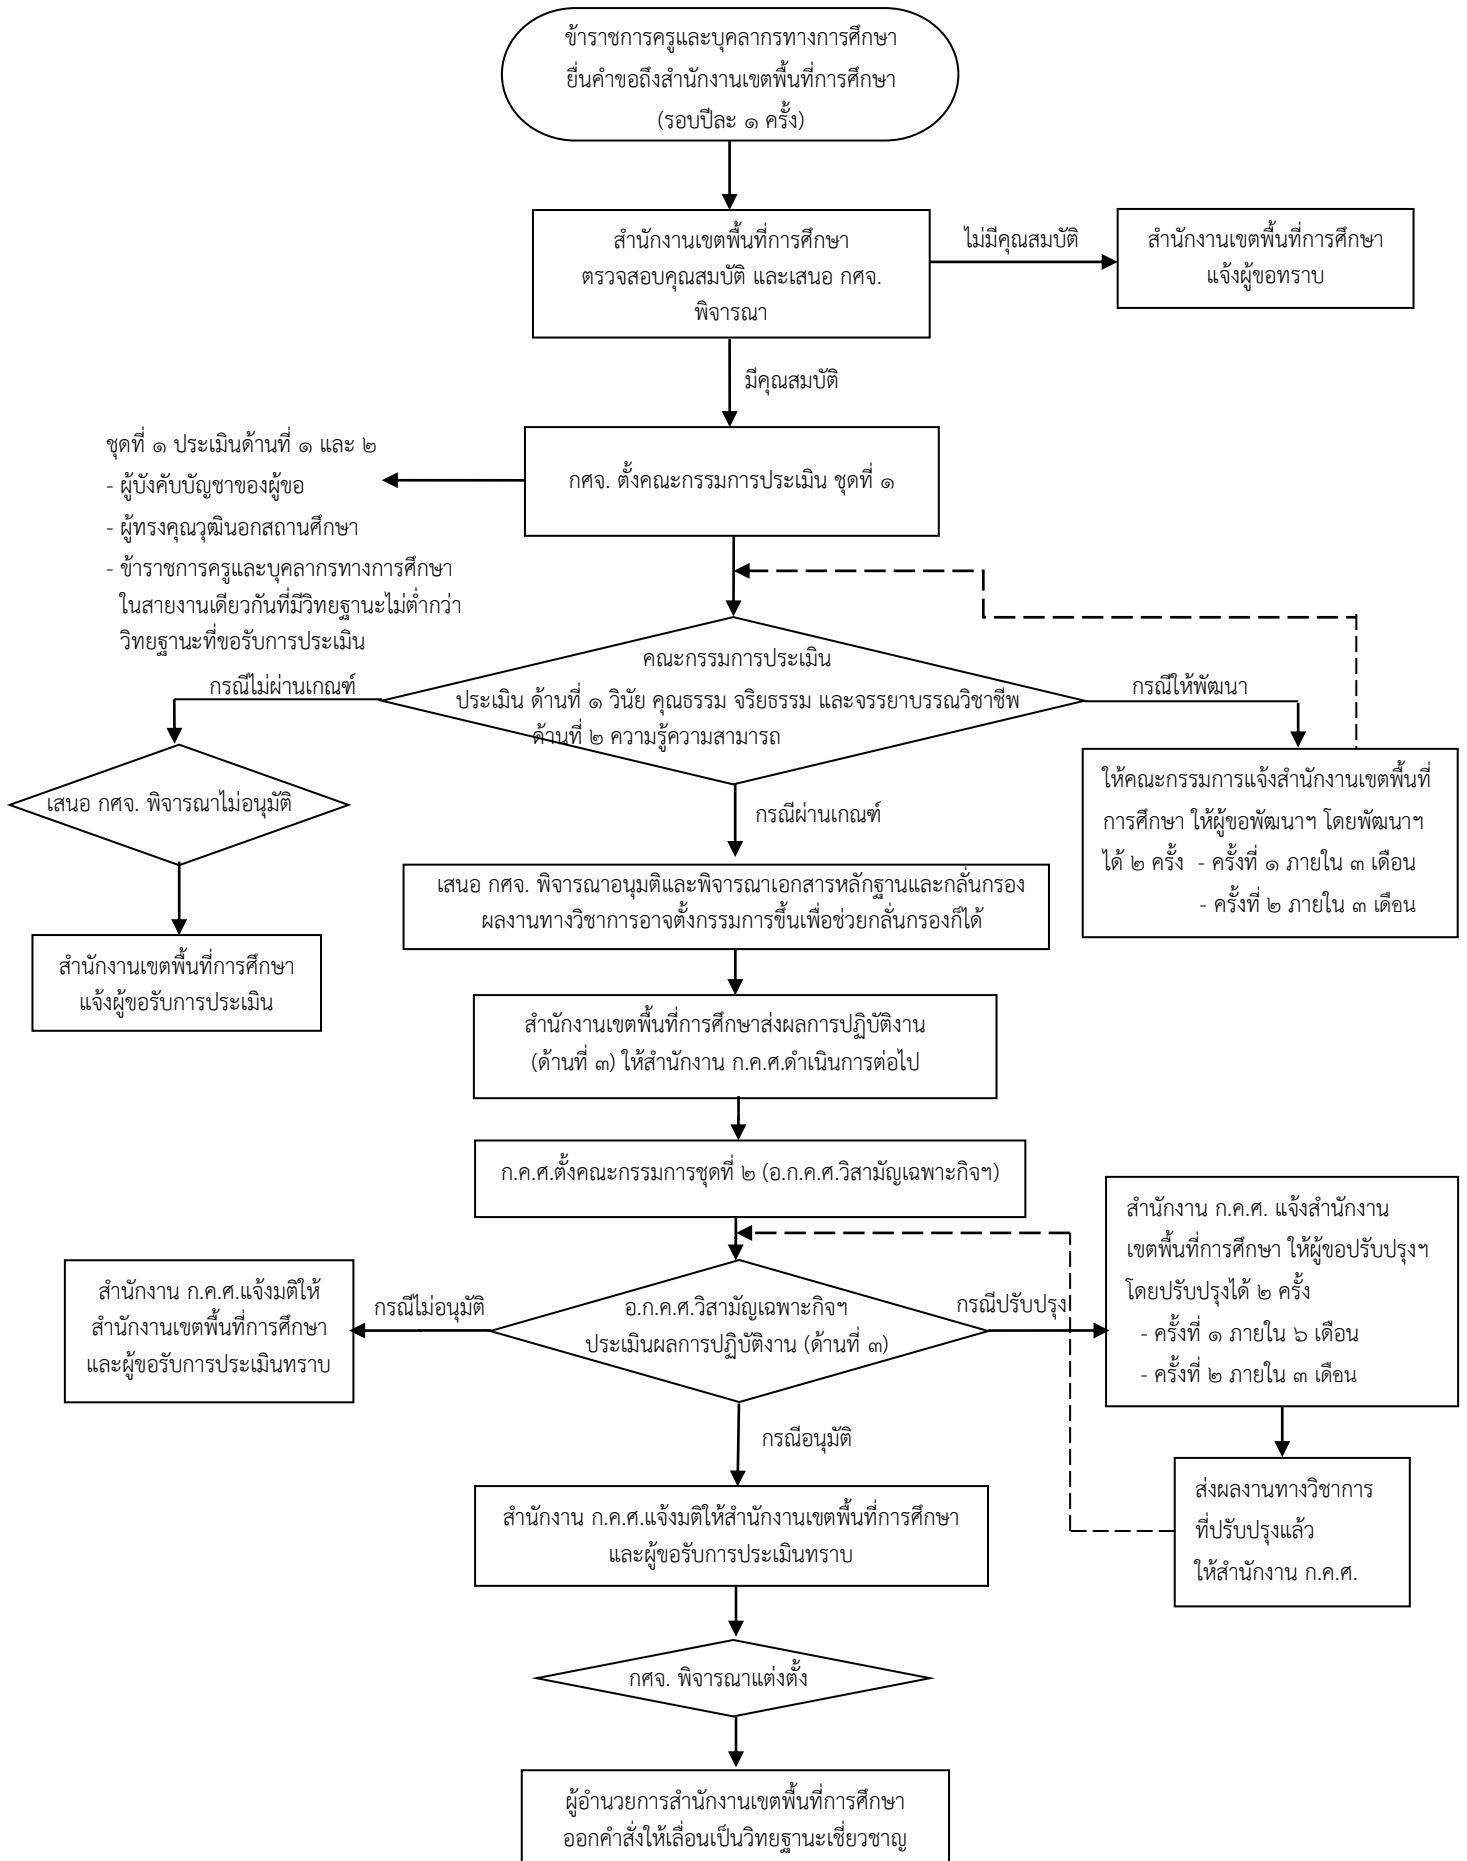 ข้าราชการครูและบุคลากรทางการศึกษา
ยื่นคำขอถึงสำนักงานเขตพื้นที่การศึกษา
(รอบปีละ ๑ ครั้ง)
สำนักงานเขตพื้นที่การศึกษา
ตรวจสอบคุณสมบัติ และเสนอ กศจ.
พิจารณา
ไม่มีคุณสมบัติ
สำนักงานเขตพื้นที่การศึกษา
แจ้งผู้ขอทราบ
มีคุณสมบัติ
กศจ. ตั้งคณะกรรมการประเมิน ชุดที่ ๑
ชุดที่ ๑ ประเมินด้านที่ ๑ และ ๒
- ผู้บังคับบัญชาของผู้ขอ
- ผู้ทรงคุณวุฒินอกสถานศึกษา
- ข้าราชการครูและบุคลากรทางการศึกษา
ในสายงานเดียวกันที่มีวิทยฐานะไม่ต่ำกว่า
วิทยฐานะที่ขอรับการประเมิน
คณะกรรมการประเมิน
ประเมิน ด้านที่ ๑ วินัย คุณธรรม จริยธรรม และจรรยาบรรณวิชาชีพ
ด้านที่ ๒ ความรู้ความสามารถ
กรณีไม่ผ่านเกณฑ์
เสนอ กศจ. พิจารณาไม่อนุมัติ
สำนักงานเขตพื้นที่การศึกษา
แจ้งผู้ขอรับการประเมิน
กรณีให้พัฒนา
ให้คณะกรรมการแจ้งสำนักงานเขตพื้นที่
การศึกษา ให้ผู้ขอพัฒนาฯ โดยพัฒนาฯ
ได้ ๒ ครั้ง - ครั้งที่ ๑ ภายใน ๓ เดือน
- ครั้งที่ ๒ ภายใน ๓ เดือน
กรณีผ่านเกณฑ์
เสนอ กศจ. พิจารณาอนุมติและพิจารณาเอกสารหลักฐานและกลั่นกรอง
ผลงานทางวิชาการอาจตั้งกรรมการขึ้นเพื่อช่วยกลั่นกรองก็ได้
สำนักงานเขตพื้นที่การศึกษาส่งผลการปฏิบัติงาน
(ด้านที่ ๓) ให้สำนักงาน ก.ค.ศ.ดำเนินการต่อไป
ก.ค.ศ.ตั้งคณะกรรมการชุดที่ ๒ (อ.ก.ค.ศ.วิสามัญเฉพาะกิจฯ)
อ.ก.ค.ศ.วิสามัญเฉพาะกิจฯ
ประเมินผลการปฏิบัติงาน (ด้านที่ ๓)
กรณีไม่อนุมัติ
สำนักงาน ก.ค.ศ.แจ้งมติให้
สำนักงานเขตพื้นที่การศึกษา
และผู้ขอรับการประเมินทราบ
กรณีปรับปรุง
สำนักงาน ก.ค.ศ. แจ้งสำนักงาน
เขตพื้นที่การศึกษา ให้ผู้ขอปรับปรุงฯ
โดยปรับปรุงได้ ๒ ครั้ง
- ครั้งที่ ๑ ภายใน ๖ เดือน
- ครั้งที่ ๒ ภายใน ๓ เดือน
ส่งผลงานทางวิชาการ
ที่ปรับปรุงแล้ว
ให้สำนักงาน ก.ค.ศ.
กรณีอนุมัติ
สำนักงาน ก.ค.ศ.แจ้งมติให้สำนักงานเขตพื้นที่การศึกษา
และผู้ขอรับการประเมินทราบ
กศจ. พิจารณาแต่งตั้ง
ผู้อำนวยการสำนักงานเขตพื้นที่การศึกษา
ออกคำสั่งให้เลื่อนเป็นวิทยฐานะเชี่ยวชาญ